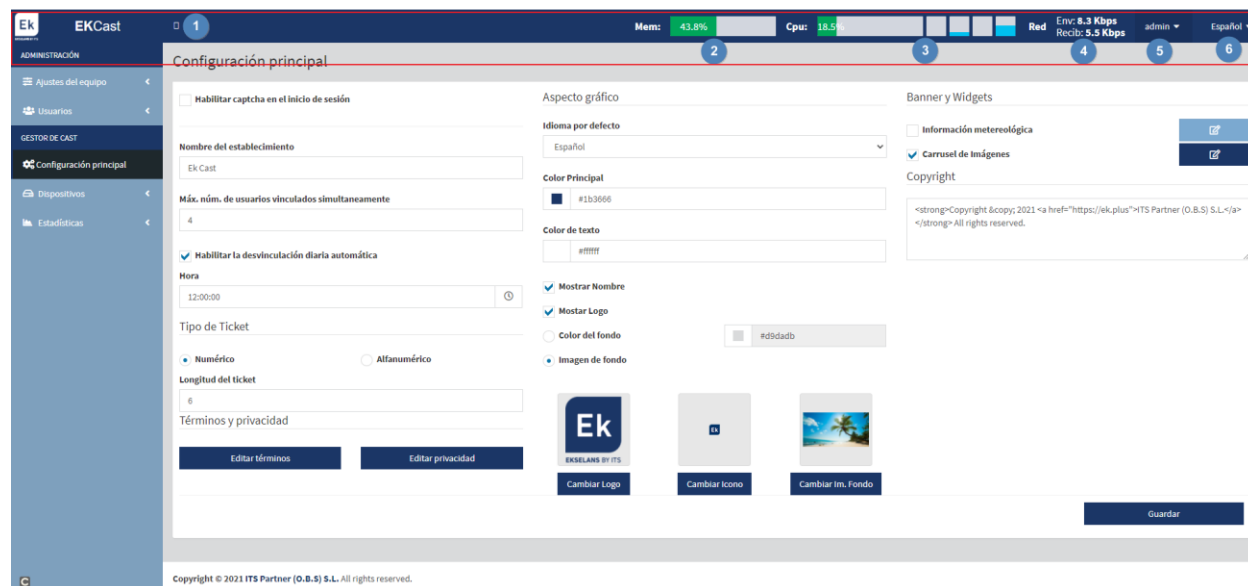 Ek EKCast 1 Mem: 43.8% Cpu: 18.5% Red Env: 8.3 Kbps admin Español
Recib: 5.5 Kbps
2 3 4 5 6
ADMINISTRACIÓN
Ajustes del equipo
Usuarios
GESTOR DE CAST
Configuración principal
Dispositivos
Estadísticas
Configuración principal
Habilitar captcha en el inicio de sesión
Nombre del establecimiento
Ek Cast
Máx. núm. de usuarios vinculados simultaneamente
4
Habilitar la desvinculación diaria automática
Hora
12:00:00
Tipo de Ticket
Numérico Alfanumérico
Longitud del ticket
6
Términos y privacidad
Editar términos Editar privacidad
Aspecto gráfico
Idioma por defecto
Español
Color Principal
#1b3666
Color de texto
#ffffff
Mostrar Nombre
Mostar Logo
Color del fondo #d9dadb
Imagen de fondo
Ek Ek
EKSELANS BY ITS
Cambiar Logo Cambiar Icono Cambiar Im. Fondo
Banner y Widgets
Información metereológica
Carrusel de Imágenes
Copyright
<strong>Copyright &copy; 2021 <a href="https://ek.plus">ITS Partner (O.B.S) S.L.</a>
</strong> All rights reserved.
Guardar
Copyright © 2021 ITS Partner (O.B.S) S.L. All rights reserved.